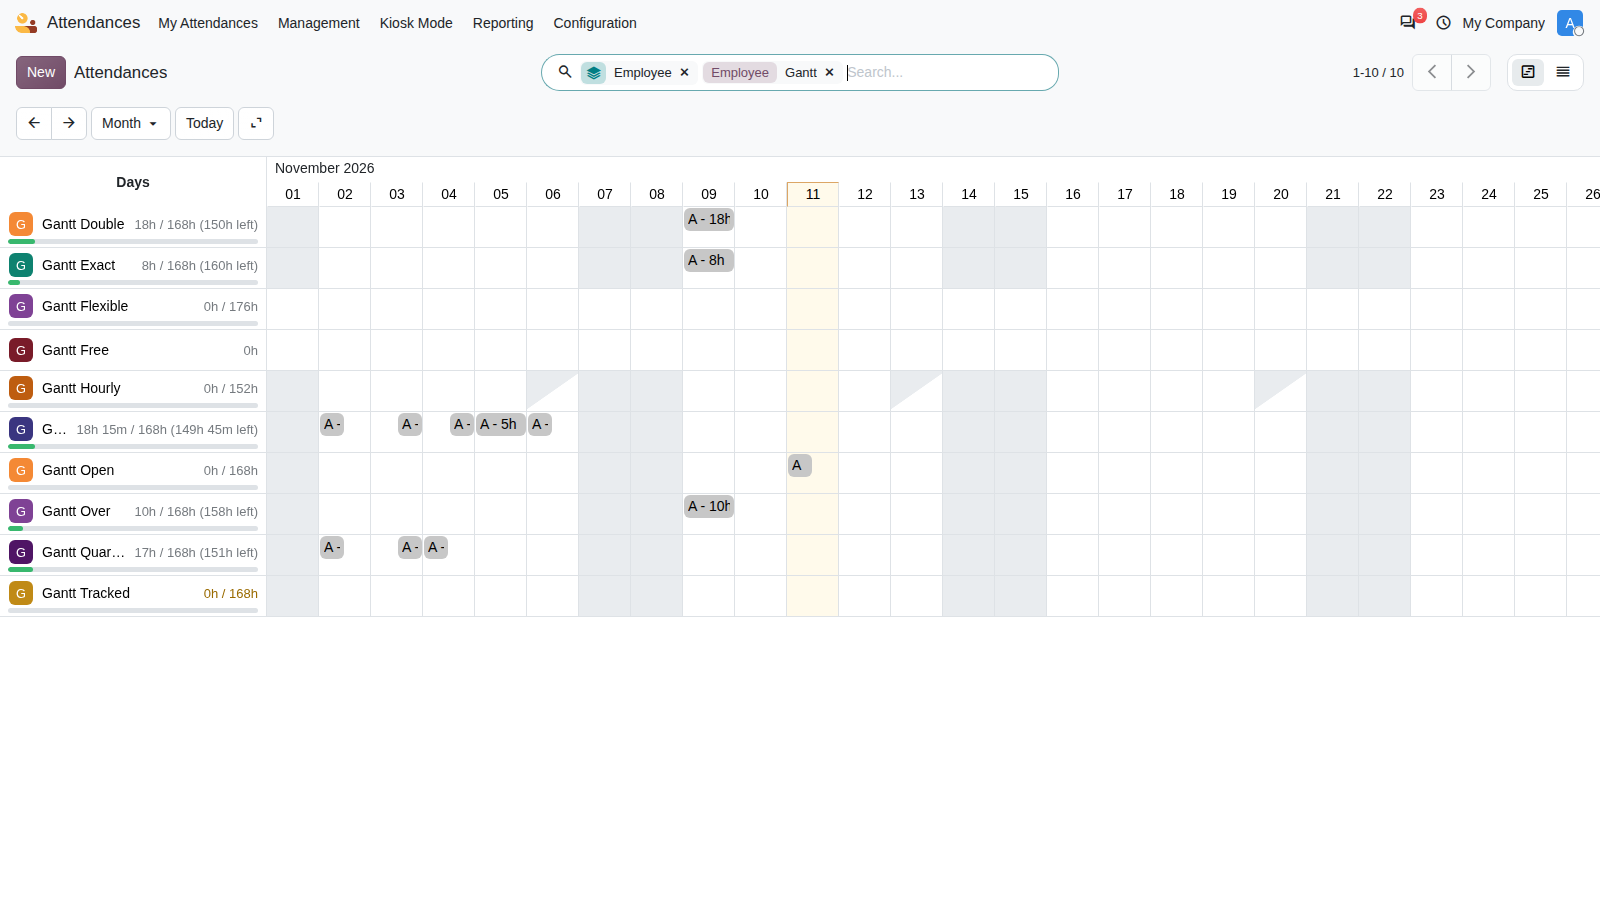 Attendances My Attendances Management Kiosk Mode Reporting Configuration 3 My Company A
New Attendances Employee × Employee Gantt × Search... 1-10 / 10
Month Today
November 2026
Days 01 02 03 04 05 06 07 08 09 10 11 12 13 14 15 16 17 18 19 20 21 22 23 24 25 26
G Gantt Double 18h / 168h (150h left) A - 18h
G Gantt Exact 8h / 168h (160h left) A - 8h
G Gantt Flexible 0h / 176h
G Gantt Free 0h
G Gantt Hourly 0h / 152h
G G... 18h 15m / 168h (149h 45m left) A - A - A - A - 5h A -
G Gantt Open 0h / 168h A
G Gantt Over 10h / 168h (158h left) A - 10h
G Gantt Quar... 17h / 168h (151h left) A - A - A -
G Gantt Tracked 0h / 168h